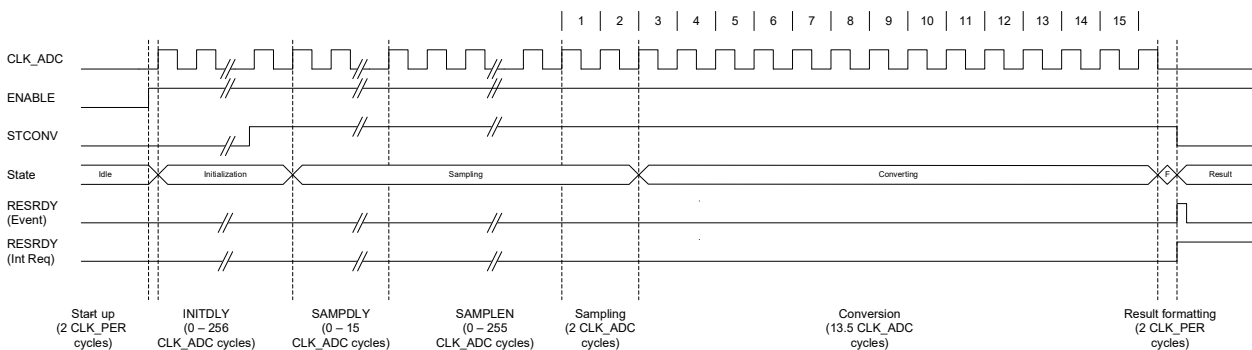 1 2 3 4 5 6 7 8 9 10 11 12 13 14 15
CLK_ADC
ENABLE
STCONV
State Idle Initialization Sampling Converting F Result
RESRDY
(Event)
RESRDY
(Int Req)
Start up INITDLY SAMPDLY SAMPLEN Sampling Conversion Result formatting
(2 CLK_PER (0 – 256 (0 – 15 (0 – 255 (2 CLK_ADC (13.5 CLK_ADC (2 CLK_PER
cycles) CLK_ADC cycles) CLK_ADC cycles) CLK_ADC cycles) cycles) cycles) cycles)